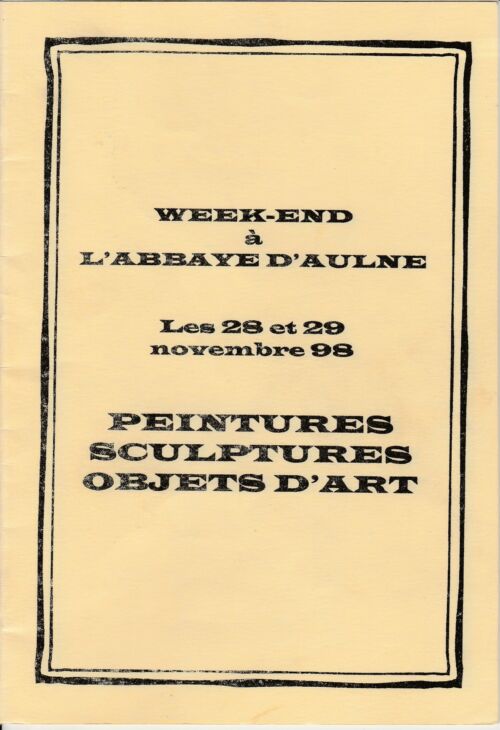 WEEK-END
à
L'ABBAYE D'AULNE
Les 28 et 29
novembre 98
PEINTURES
SCULPTURES
OBJETS D'ART